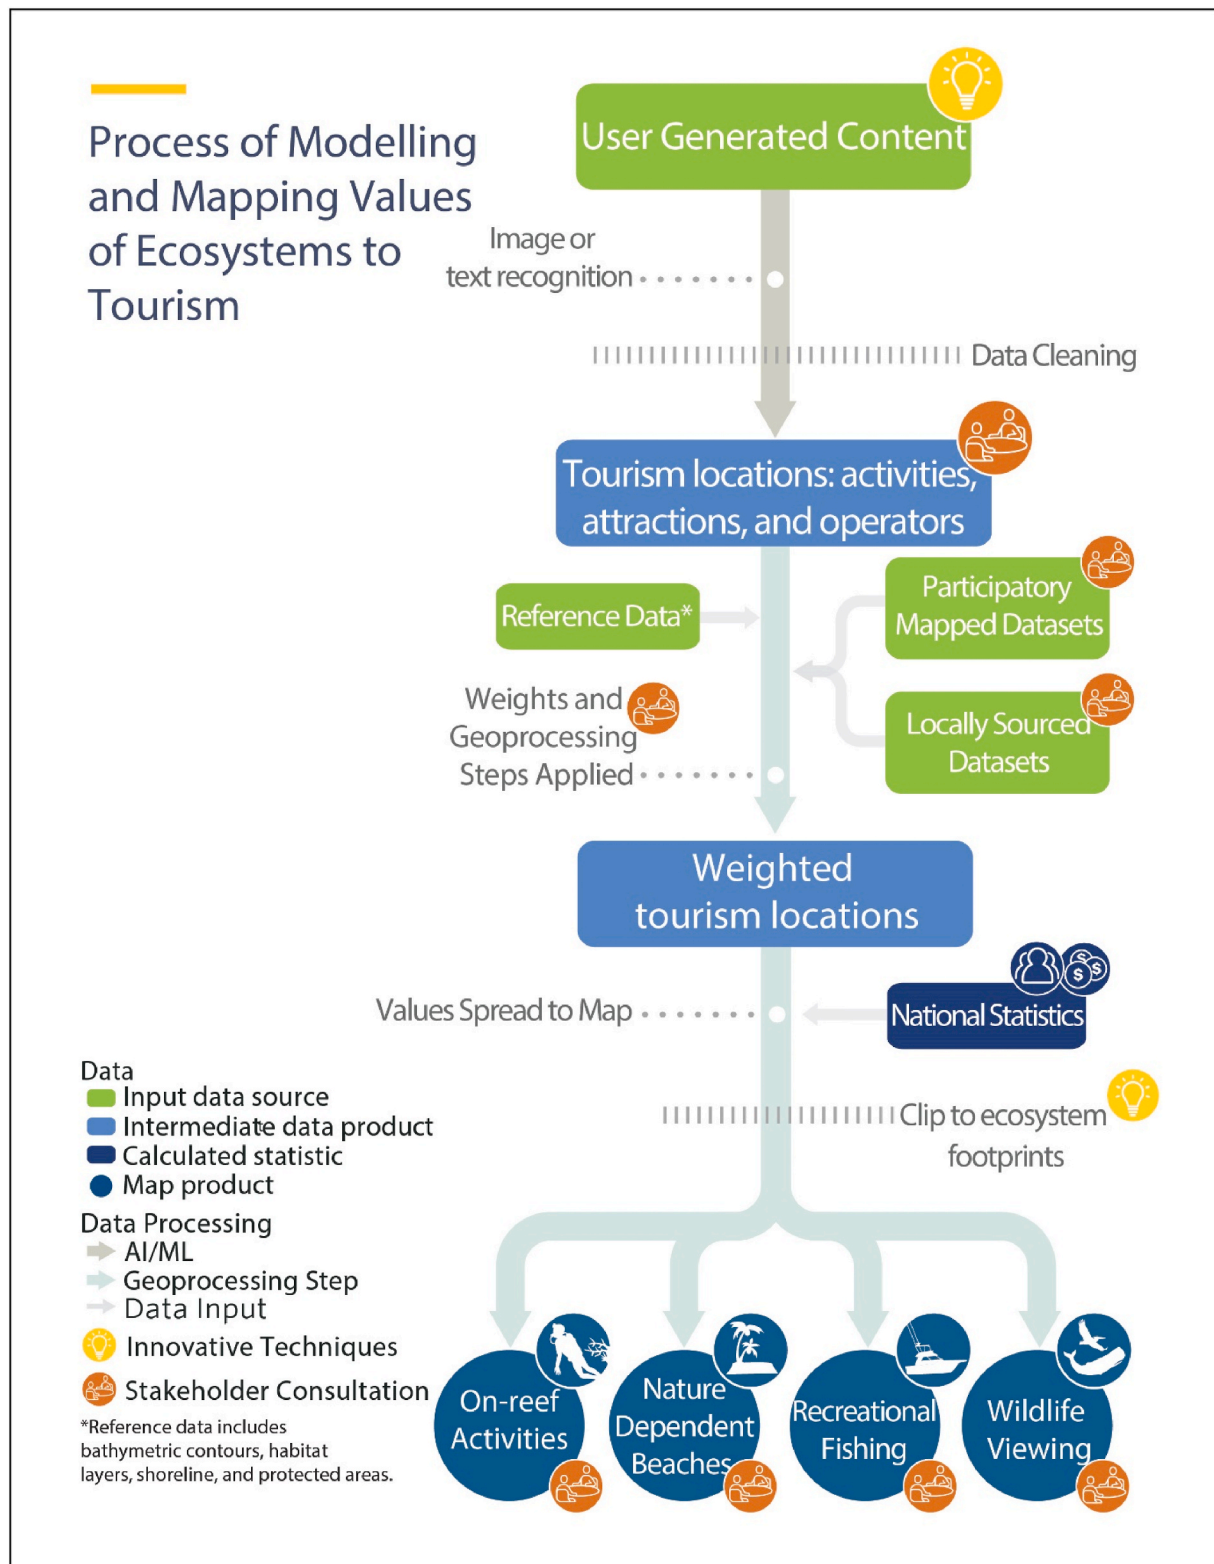 Process of Modelling
and Mapping Values
of Ecosystems to
Tourism
User Generated Content
Image or
text recognition
Data Cleaning
Tourism locations: activities,
attractions, and operators
Reference Data*
Participatory
Mapped Datasets
Weights and
Geoprocessing
Steps Applied
Locally Sourced
Datasets
Weighted
tourism locations
$
$
$
Values Spread to Map
National Statistics
Clip to ecosystem
footprints
Data
Input data source
Intermediate data product
Calculated statistic
Map product
Data Processing
AI/ML
Geoprocessing Step
Data Input
Innovative Techniques
Stakeholder Consultation
*Reference data includes
bathymetric contours, habitat
layers, shoreline, and protected areas.
On-reef
Activities
Nature
Dependent
Beaches
Recreational
Fishing
Wildlife
Viewing